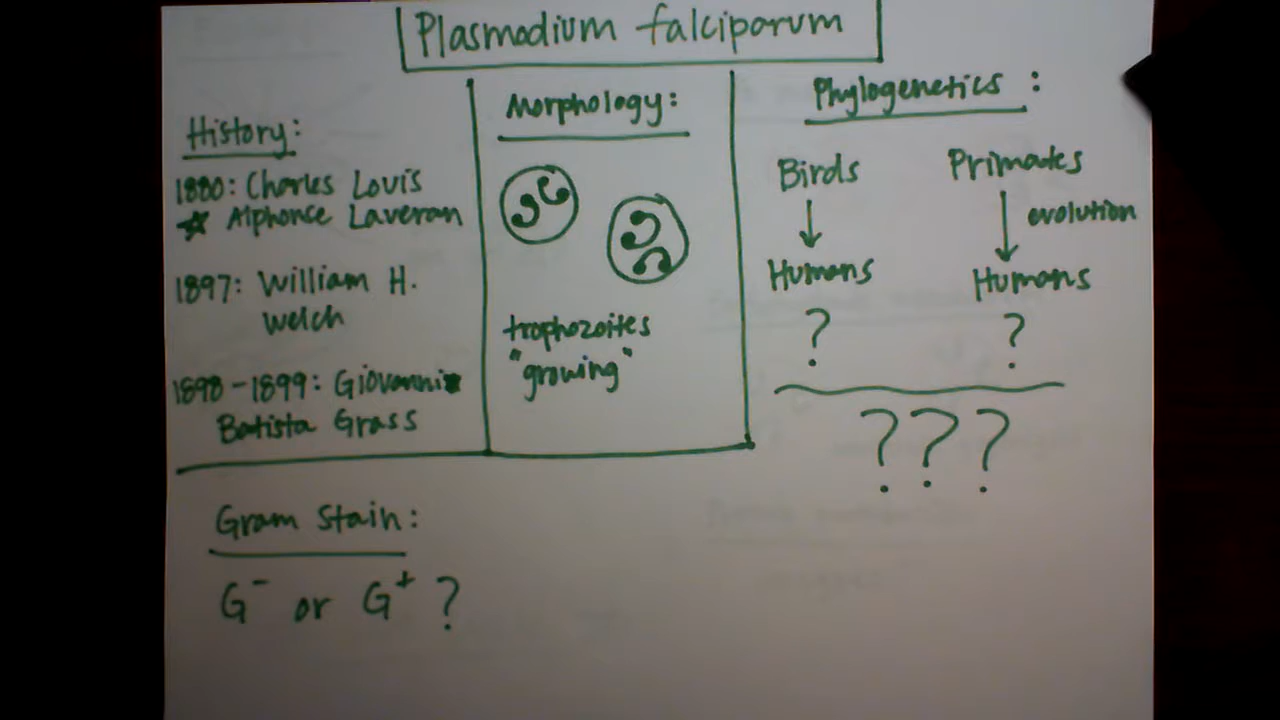 Plasmodium falciparum
History:
1880: Charles Louis
☆ Alphonce Laveran
1897: William H.
Welch
1898-1899: Giovanni
Batista Grass
Morphology:
trophozoites
"growing"
Phylogenetics:
Birds
Primates
↓ ↓ evolution
Humans
Humans
? ?
???
Gram Stain:
G⁻ or G⁺ ?